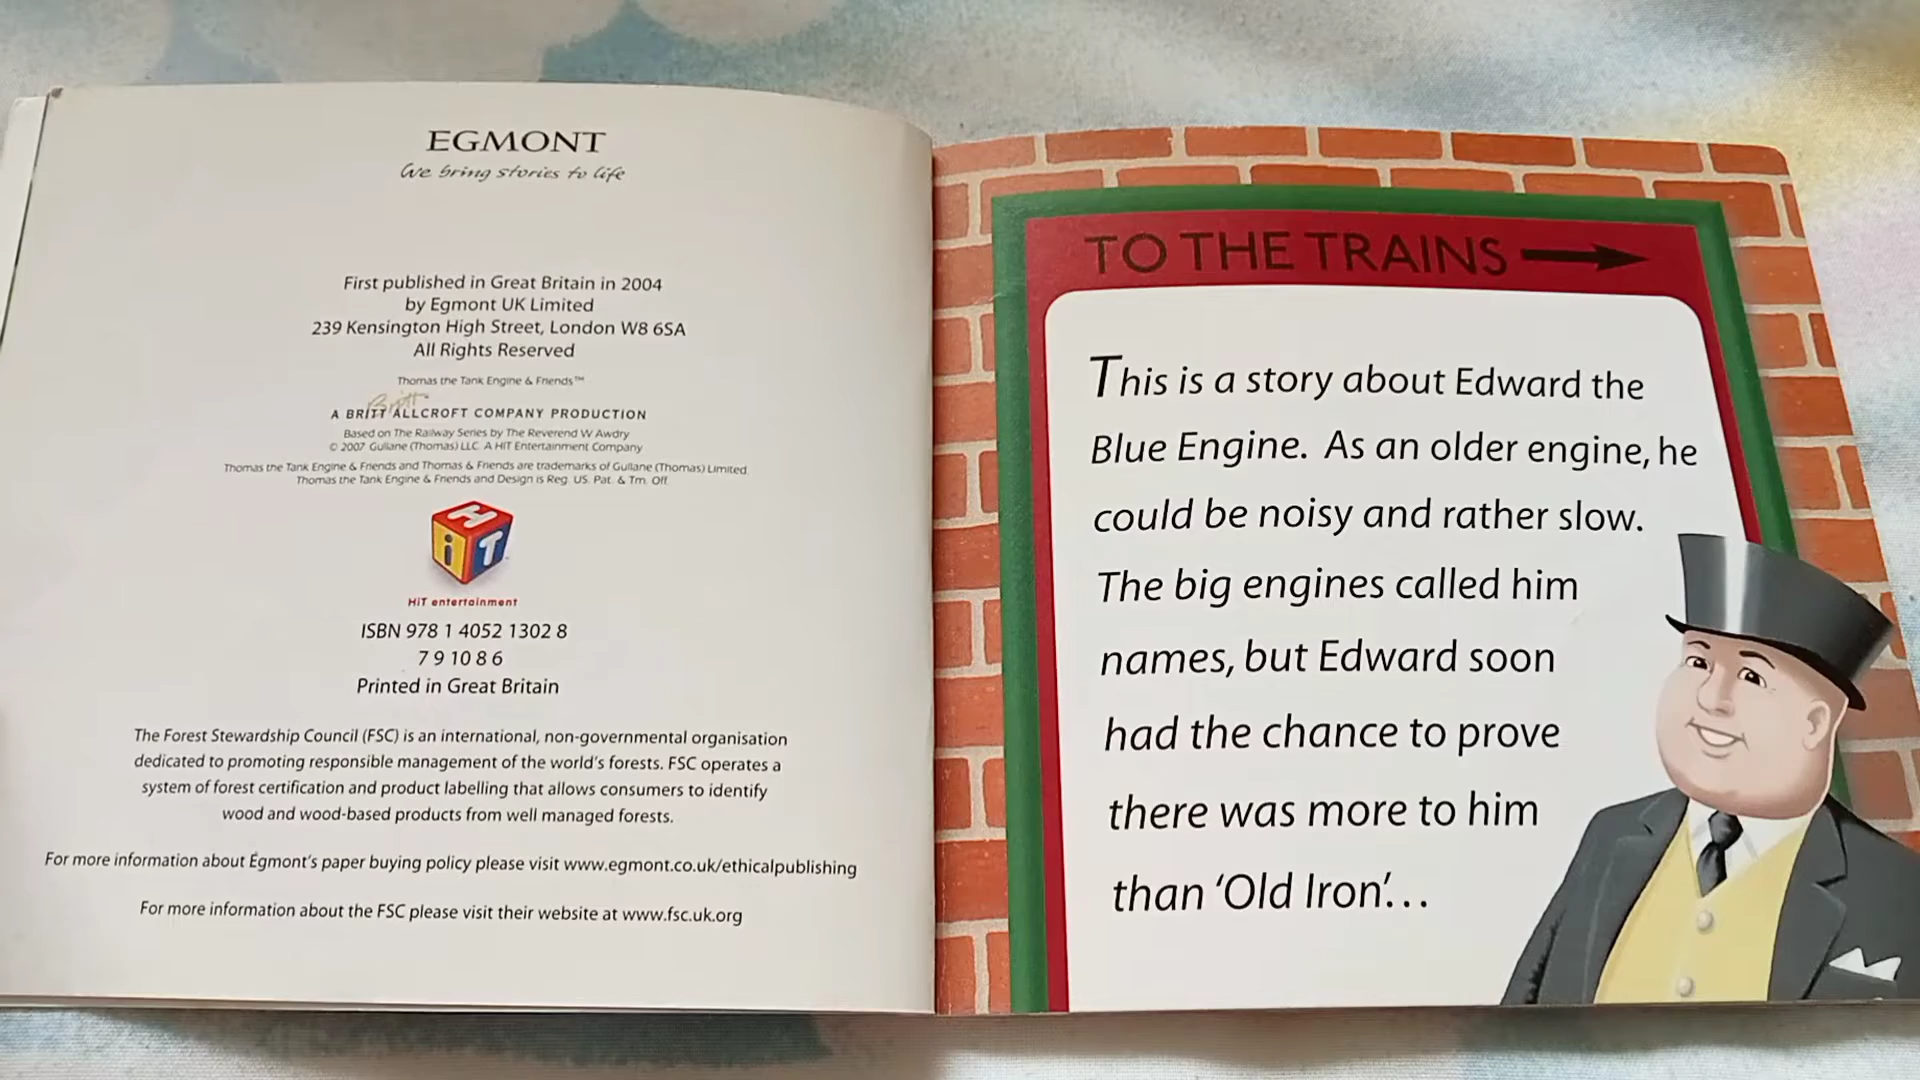 EGMONT
We bring stories to life
First published in Great Britain in 2004
by Egmont UK Limited
239 Kensington High Street, London W8 6SA
All Rights Reserved
Thomas the Tank Engine & Friends™
Britt
A BRITT ALLCROFT COMPANY PRODUCTION
Based on The Railway Series by The Reverend W Awdry
© 2007 Gullane (Thomas) LLC. A HIT Entertainment Company
Thomas the Tank Engine & Friends and Thomas & Friends are trademarks of Gullane (Thomas) Limited.
Thomas the Tank Engine & Friends and Design is Reg. US. Pat. & Tm. Off.
HiT
HiT entertainment
ISBN 978 1 4052 1302 8
7 9 10 8 6
Printed in Great Britain
The Forest Stewardship Council (FSC) is an international, non-governmental organisation
dedicated to promoting responsible management of the world's forests. FSC operates a
system of forest certification and product labelling that allows consumers to identify
wood and wood-based products from well managed forests.
For more information about Egmont's paper buying policy please visit www.egmont.co.uk/ethicalpublishing
For more information about the FSC please visit their website at www.fsc.uk.org
TO THE TRAINS
This is a story about Edward the
Blue Engine. As an older engine, he
could be noisy and rather slow.
The big engines called him
names, but Edward soon
had the chance to prove
there was more to him
than ‘Old Iron’...